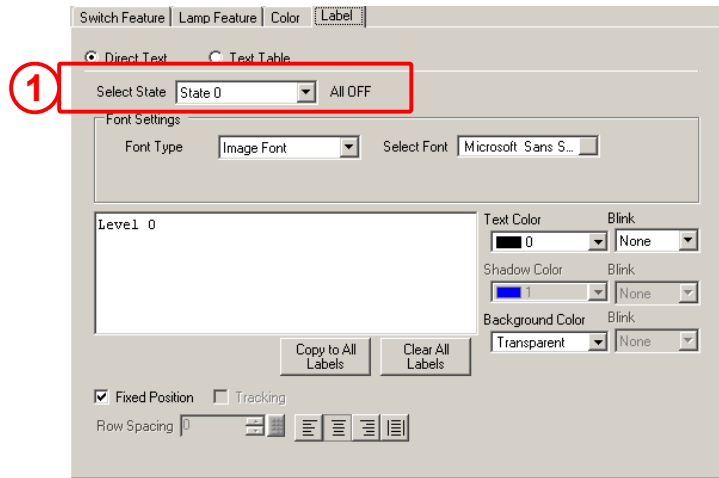 Switch Feature Lamp Feature Color Label
Direct Text Text Table
1
Select State State 0 All OFF
Font Settings
Font Type Image Font Select Font Microsoft Sans S...
Level 0
Text Color Blink
0 None
Shadow Color Blink
1 None
Background Color Blink
Transparent None
Copy to All
Labels
Clear All
Labels
Fixed Position Tracking
Row Spacing 0